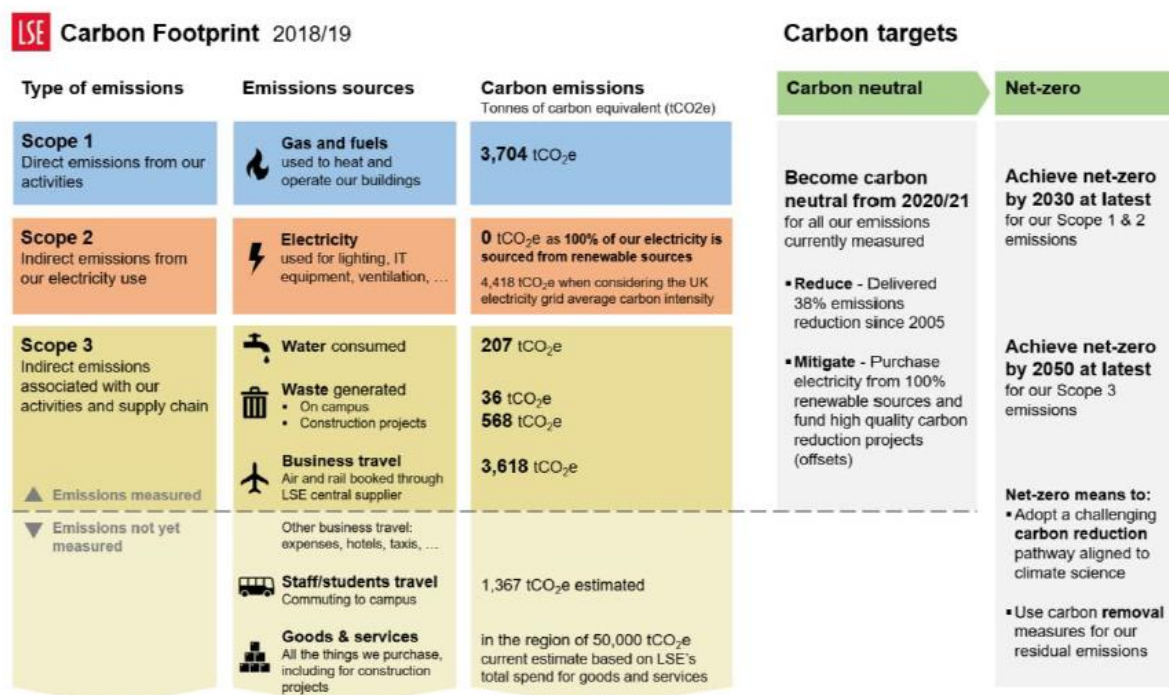 LSE Carbon Footprint 2018/19
Type of emissions
Emissions sources
Carbon emissions
Tonnes of carbon equivalent (tCO2e)
Scope 1
Direct emissions from our
activities
Gas and fuels
used to heat and
operate our buildings
3,704 tCO₂e
Scope 2
Indirect emissions from
our electricity use
Electricity
used for lighting, IT
equipment, ventilation, …
0 tCO₂e as 100% of our electricity is
sourced from renewable sources
4,418 tCO₂e when considering the UK
electricity grid average carbon intensity
Scope 3
Indirect emissions
associated with our
activities and supply chain
Water consumed
207 tCO₂e
Waste generated
• On campus
• Construction projects
36 tCO₂e
568 tCO₂e
Business travel
Air and rail booked through
LSE central supplier
3,618 tCO₂e
▲ Emissions measured
▼ Emissions not yet
measured
Other business travel:
expenses, hotels, taxis, …
Staff/students travel
Commuting to campus
1,367 tCO₂e estimated
Goods & services
All the things we purchase,
including for construction
projects
in the region of 50,000 tCO₂e
current estimate based on LSE's
total spend for goods and services
Carbon targets
Carbon neutral
Become carbon
neutral from 2020/21
for all our emissions
currently measured
▪ Reduce - Delivered
38% emissions
reduction since 2005
▪ Mitigate - Purchase
electricity from 100%
renewable sources and
fund high quality carbon
reduction projects
(offsets)
Net-zero
Achieve net-zero
by 2030 at latest
for our Scope 1 & 2
emissions
Achieve net-zero
by 2050 at latest
for our Scope 3
emissions
Net-zero means to:
▪ Adopt a challenging
carbon reduction
pathway aligned to
climate science
▪ Use carbon removal
measures for our
residual emissions